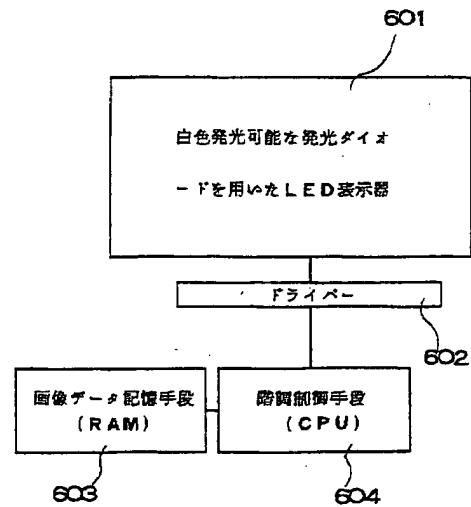 601
白色発光可能な発光ダイオ
ードを用いたLED表示器
ドライバー
602
画像データ記憶手段
(RAM)
階調制御手段
(CPU)
603
604